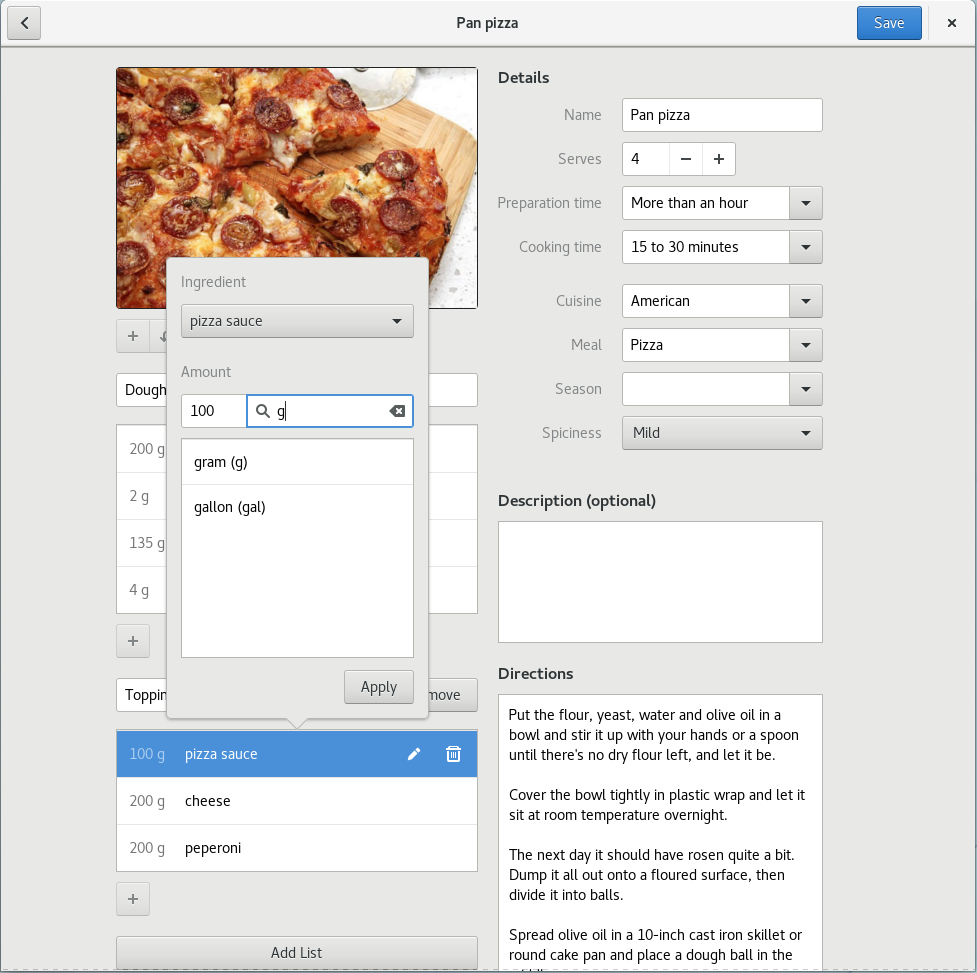 Pan pizza
Save
Details
Name
Pan pizza
Serves
4
Preparation time
More than an hour
Cooking time
15 to 30 minutes
Cuisine
American
Meal
Pizza
Season
Spiciness
Mild
Ingredient
pizza sauce
Amount
100
g
gram (g)
gallon (gal)
Apply
Dough
200 g
2 g
135 g
4 g
100 g pizza sauce
200 g cheese
200 g peperoni
Add List
Description (optional)
Directions
Put the flour, yeast, water and olive oil in a
bowl and stir it up with your hands or a spoon
until there's no dry flour left, and let it be.
Cover the bowl tightly in plastic wrap and let it
sit at room temperature overnight.
The next day it should have rosen quite a bit.
Dump it all out onto a floured surface, then
divide it into balls.
Spread olive oil in a 10-inch cast iron skillet or
round cake pan and place a dough ball in the